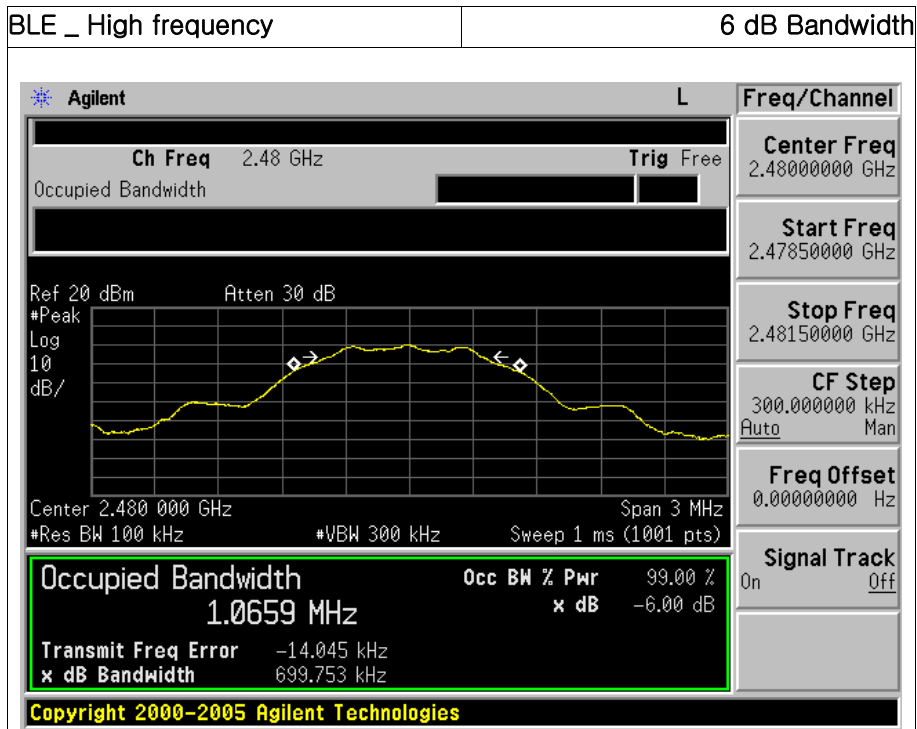 BLE _ High frequency
6 dB Bandwidth
Agilent
L
Freq/Channel
Ch Freq 2.48 GHz
Trig Free
Occupied Bandwidth
Center Freq
2.48000000 GHz
Start Freq
2.47850000 GHz
Stop Freq
2.48150000 GHz
CF Step
300.000000 kHz
Auto Man
Freq Offset
0.00000000 Hz
Signal Track
On Off
Ref 20 dBm
Atten 30 dB
#Peak
Log
10
dB/
Center 2.480 000 GHz
Span 3 MHz
#Res BW 100 kHz
#VBW 300 kHz
Sweep 1 ms (1001 pts)
Occupied Bandwidth
1.0659 MHz
Occ BW % Pwr 99.00 %
x dB -6.00 dB
Transmit Freq Error -14.045 kHz
x dB Bandwidth 699.753 kHz
Copyright 2000-2005 Agilent Technologies